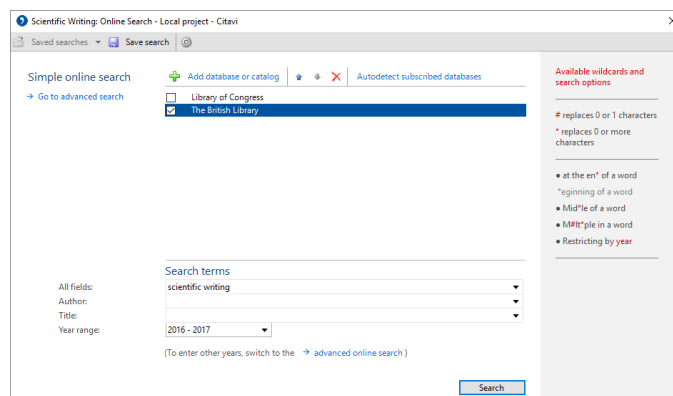 Scientific Writing: Online Search - Local project - Citavi
Saved searches Save search
Simple online search
Go to advanced search
Add database or catalog Autodetect subscribed databases
Library of Congress
The British Library
Available wildcards and
search options
# replaces 0 or 1 characters
* replaces 0 or more
characters
● at the en* of a word
*eginning of a word
● Mid*le of a word
● M#lt*ple in a word
● Restricting by year
Search terms
All fields: scientific writing
Author:
Title:
Year range: 2016 - 2017
(To enter other years, switch to the → advanced online search )
Search